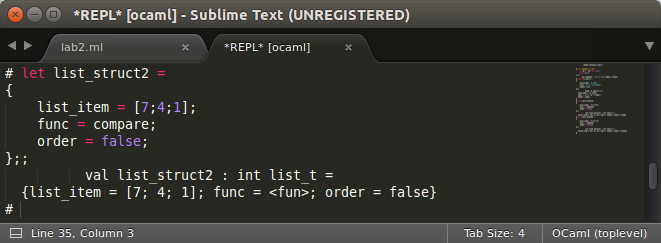 *REPL* [ocaml] - Sublime Text (UNREGISTERED)
lab2.ml
*REPL* [ocaml]
# let list_struct2 =
{
    list_item = [7;4;1];
    func = compare;
    order = false;
};;
          val list_struct2 : int list_t =
  {list_item = [7; 4; 1]; func = <fun>; order = false}
#
Line 35, Column 3
Tab Size: 4
OCaml (toplevel)